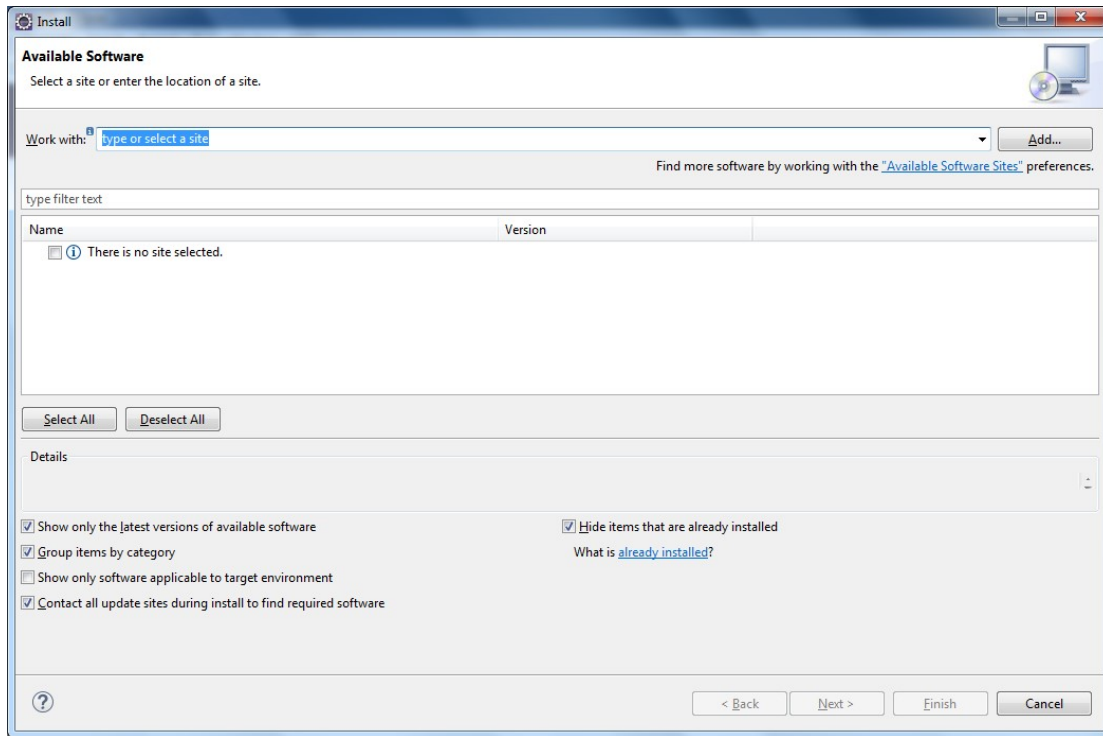 Install
Available Software
Select a site or enter the location of a site.
Work with: type or select a site Add...
Find more software by working with the "Available Software Sites" preferences.
type filter text
Name Version
There is no site selected.
Select All Deselect All
Details
Show only the latest versions of available software Hide items that are already installed
Group items by category What is already installed?
Show only software applicable to target environment
Contact all update sites during install to find required software
< Back Next > Finish Cancel